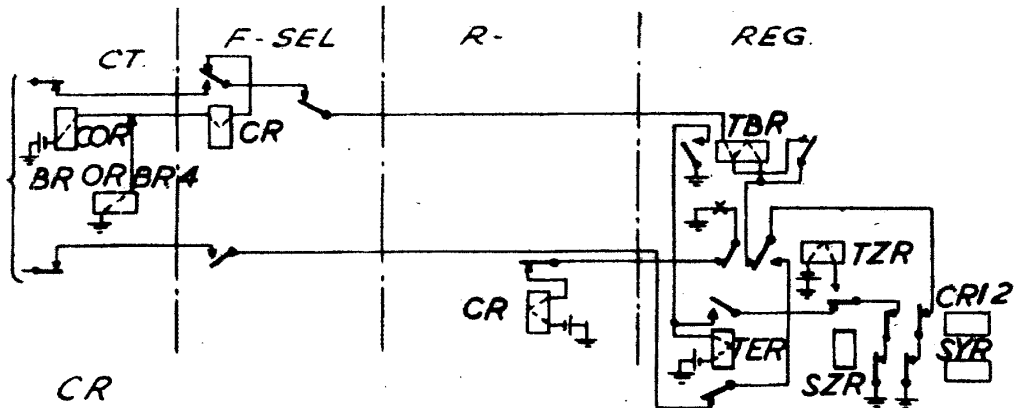 CT. F-SEL R- REG.
COR CR TBR
BR OR BR4
TZR
CR CR12
TER SYR
SZR
CR